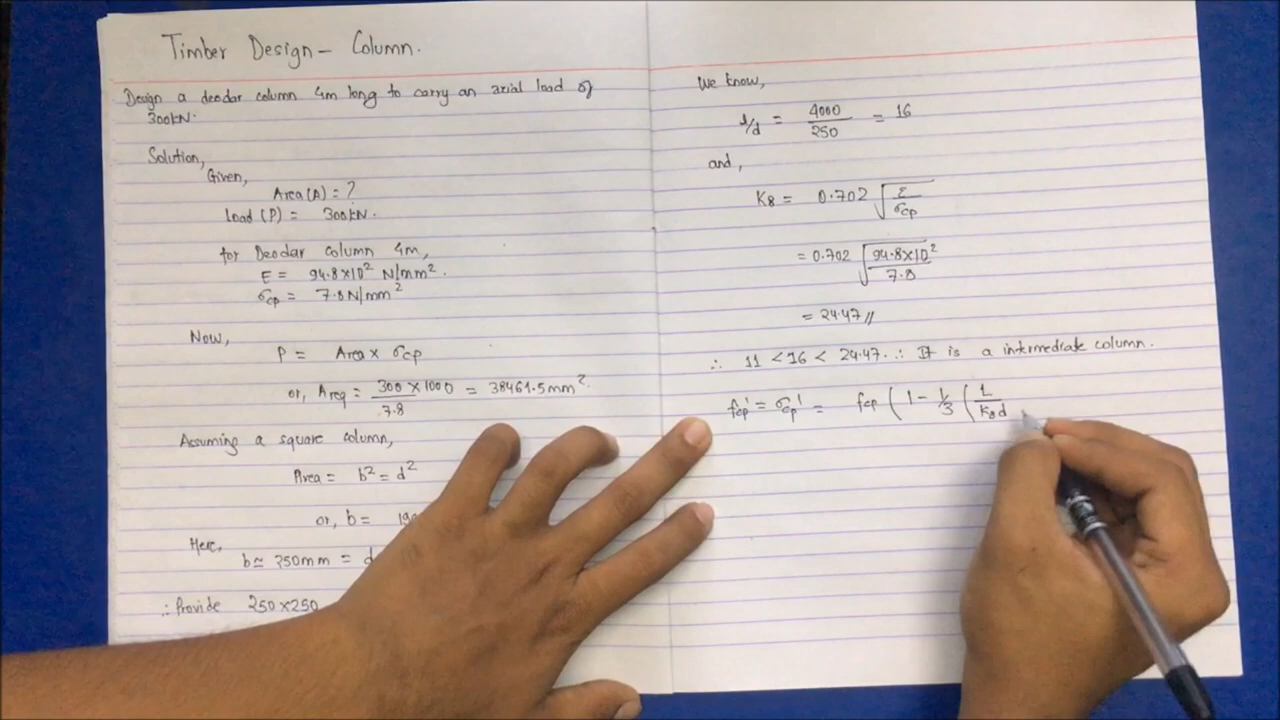 Timber Design – Column.
Design a deodar column 4m long to carry an axial load of
300kN.
Solution,
Given,
Area (A) = ?
Load (P) = 300kN.
for Deodar column 4m,
E = 94.8×10² N/mm².
σcp = 7.8 N/mm²
Now,
P = Area × σcp
or, Area = 300 × 1000 / 7.8 = 38461.5mm².
Assuming a square column,
Area = b² = d²
or, b = 19
Here,
b ≃ 250mm = d
∴ Provide 250×250
We know,
l/d = 4000 / 250 = 16
and,
K8 = 0.702 √ E / σcp
= 0.702 √ 94.8×10² / 7.8
= 24.47 //
∴ 11 < 16 < 24.47. ∴ It is a intermediate column.
fcp' = σcp' = fcp ( 1 - 1/3 ( L / K8d